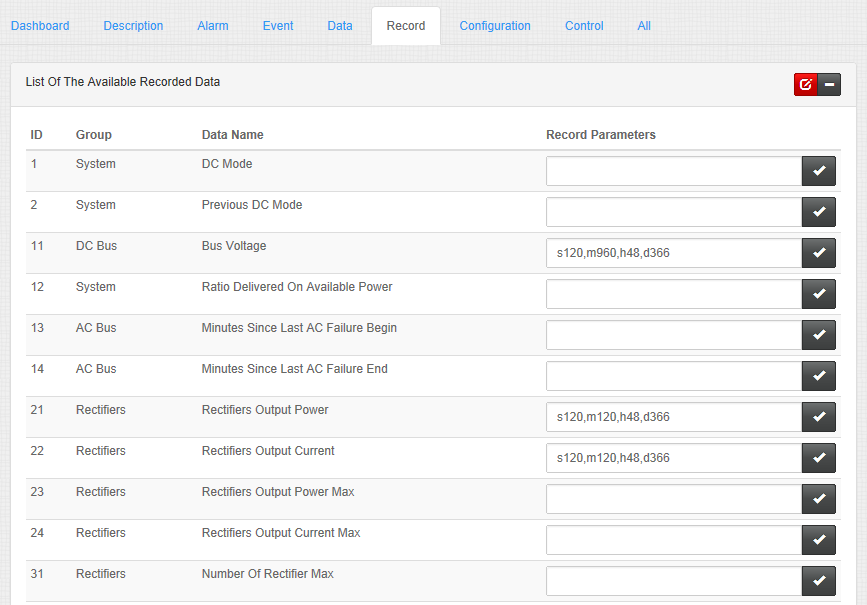 Dashboard Description Alarm Event Data Record Configuration Control All
List Of The Available Recorded Data
ID Group Data Name Record Parameters
1 System DC Mode
2 System Previous DC Mode
11 DC Bus Bus Voltage s120,m960,h48,d366
12 System Ratio Delivered On Available Power
13 AC Bus Minutes Since Last AC Failure Begin
14 AC Bus Minutes Since Last AC Failure End
21 Rectifiers Rectifiers Output Power s120,m120,h48,d366
22 Rectifiers Rectifiers Output Current s120,m120,h48,d366
23 Rectifiers Rectifiers Output Power Max
24 Rectifiers Rectifiers Output Current Max
31 Rectifiers Number Of Rectifier Max